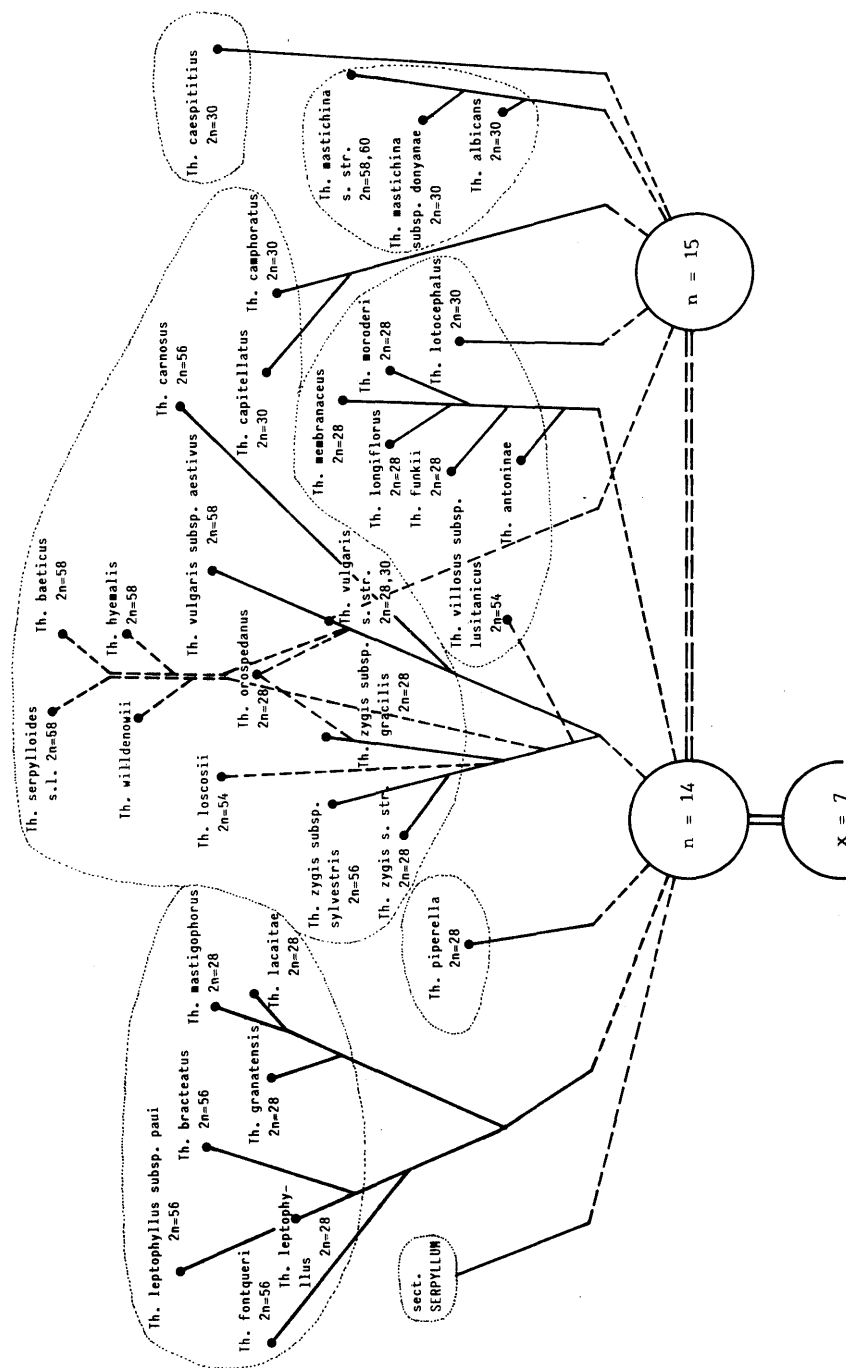 Th. leptophyllus subsp. paui
2n=56
Th. fontqueri
2n=56
Th. leptophy-
llus
2n=28
Th. bracteatus
2n=56
Th. granatensis
2n=28
Th. mastigophorus
2n=28
Th. lacaitae
2n=28
sect.
SERPYLLUM
Th. piperella
2n=28
Th. serpylloides
s.l. 2n=58
Th. baeticus
2n=58
Th. willdenowii
Th. hyemalis
2n=58
Th. loscosii
2n=54
Th. orospedanus
2n=28
Th. vulgaris subsp. aestivus
2n=58
Th. carnosus
2n=56
Th. zygis subsp.
sylvestris
2n=56
Th. zygis s. str.
2n=28
Th. zygis subsp.
gracilis
2n=28
Th. vulgaris
s. str.
2n=28,30
Th. capitellatus
2n=30
Th. camphoratus
2n=30
Th. villosus subsp.
lusitanicus
2n=54
Th. membranaceus
2n=28
Th. longiflorus
2n=28
Th. funkii
2n=28
Th. antoninae
Th. moroderi
2n=28
Th. lotocephalus
2n=30
Th. caespititius
2n=30
Th. mastichina
s. str.
2n=58,60
Th. mastichina
subsp. donyanae
2n=30
Th. albicans
2n=30
n = 14
n = 15
x = 7